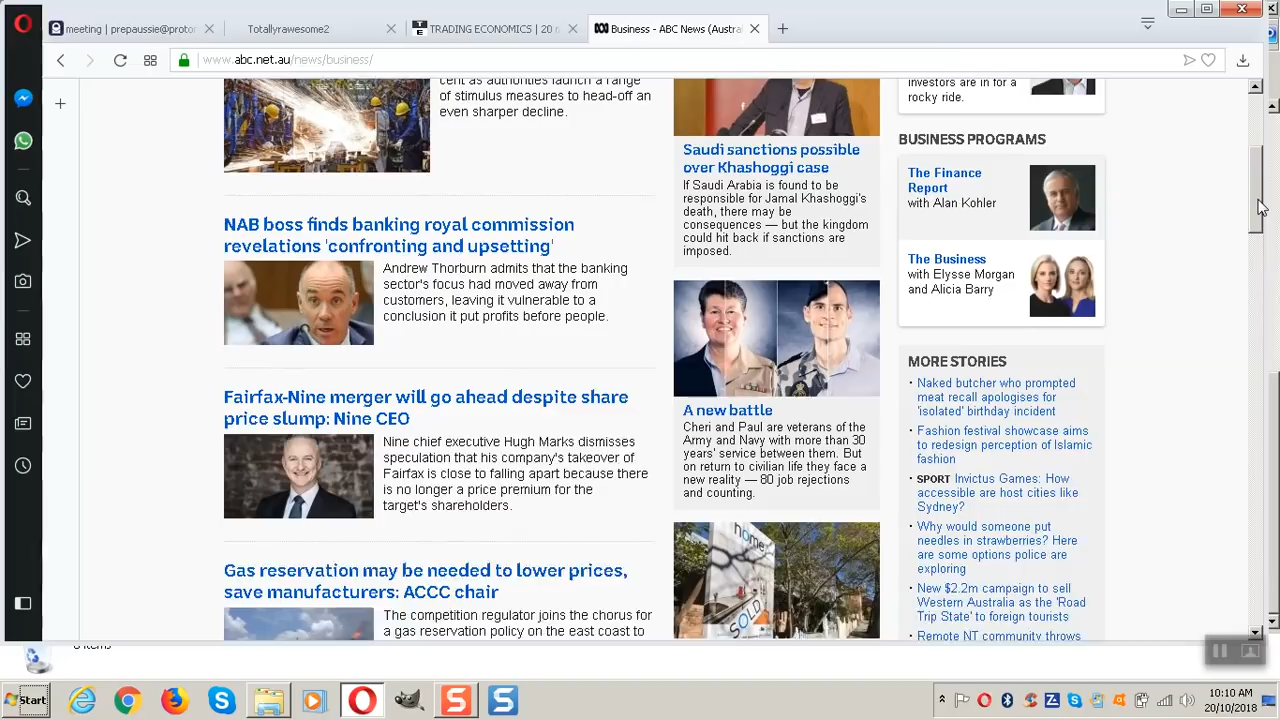 meeting | prepaussie@proto
Totallyrawesome2
TRADING ECONOMICS | 20 m
Business - ABC News (Austra
www.abc.net.au/news/business/
cent as authorities launch a range
of stimulus measures to head-off an
even sharper decline.
NAB boss finds banking royal commission
revelations 'confronting and upsetting'
Andrew Thorburn admits that the banking
sector's focus had moved away from
customers, leaving it vulnerable to a
conclusion it put profits before people.
Fairfax-Nine merger will go ahead despite share
price slump: Nine CEO
Nine chief executive Hugh Marks dismisses
speculation that his company's takeover of
Fairfax is close to falling apart because there
is no longer a price premium for the
target's shareholders.
Gas reservation may be needed to lower prices,
save manufacturers: ACCC chair
The competition regulator joins the chorus for
a gas reservation policy on the east coast to
Saudi sanctions possible
over Khashoggi case
If Saudi Arabia is found to be
responsible for Jamal Khashoggi's
death, there may be
consequences — but the kingdom
could hit back if sanctions are
imposed.
A new battle
Cheri and Paul are veterans of the
Army and Navy with more than 30
years' service between them. But
on return to civilian life they face a
new reality — 80 job rejections
and counting.
home
SOLD
investors are in for a
rocky ride.
BUSINESS PROGRAMS
The Finance
Report
with Alan Kohler
The Business
with Elysse Morgan
and Alicia Barry
MORE STORIES
Naked butcher who prompted
meat recall apologises for
'isolated' birthday incident
Fashion festival showcase aims
to redesign perception of Islamic
fashion
SPORT Invictus Games: How
accessible are host cities like
Sydney?
Why would someone put
needles in strawberries? Here
are some options police are
exploring
New $2.2m campaign to sell
Western Australia as the 'Road
Trip State' to foreign tourists
Remote NT community throws
items
Start
10:10 AM
20/10/2018